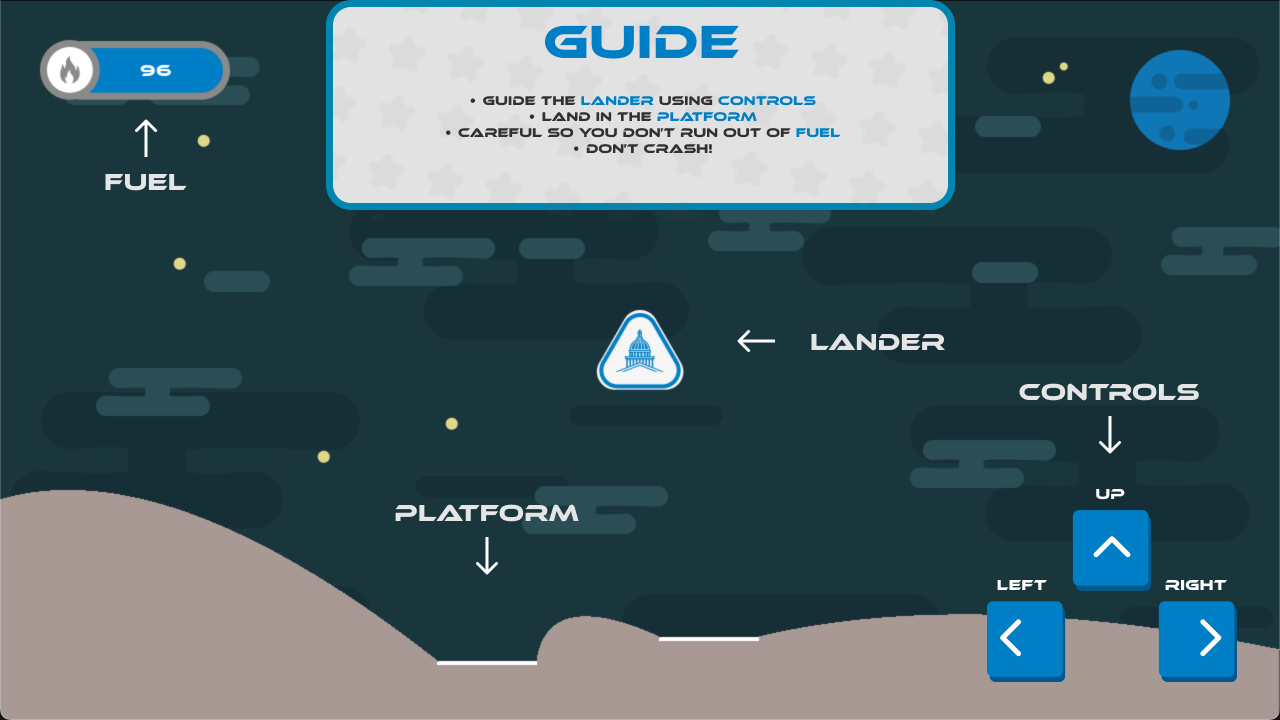 GUIDE
96
• GUIDE THE LANDER USING CONTROLS
• LAND IN THE PLATFORM
• CAREFUL SO YOU DON'T RUN OUT OF FUEL
• DON'T CRASH!
FUEL
LANDER
CONTROLS
UP
PLATFORM
LEFT
RIGHT